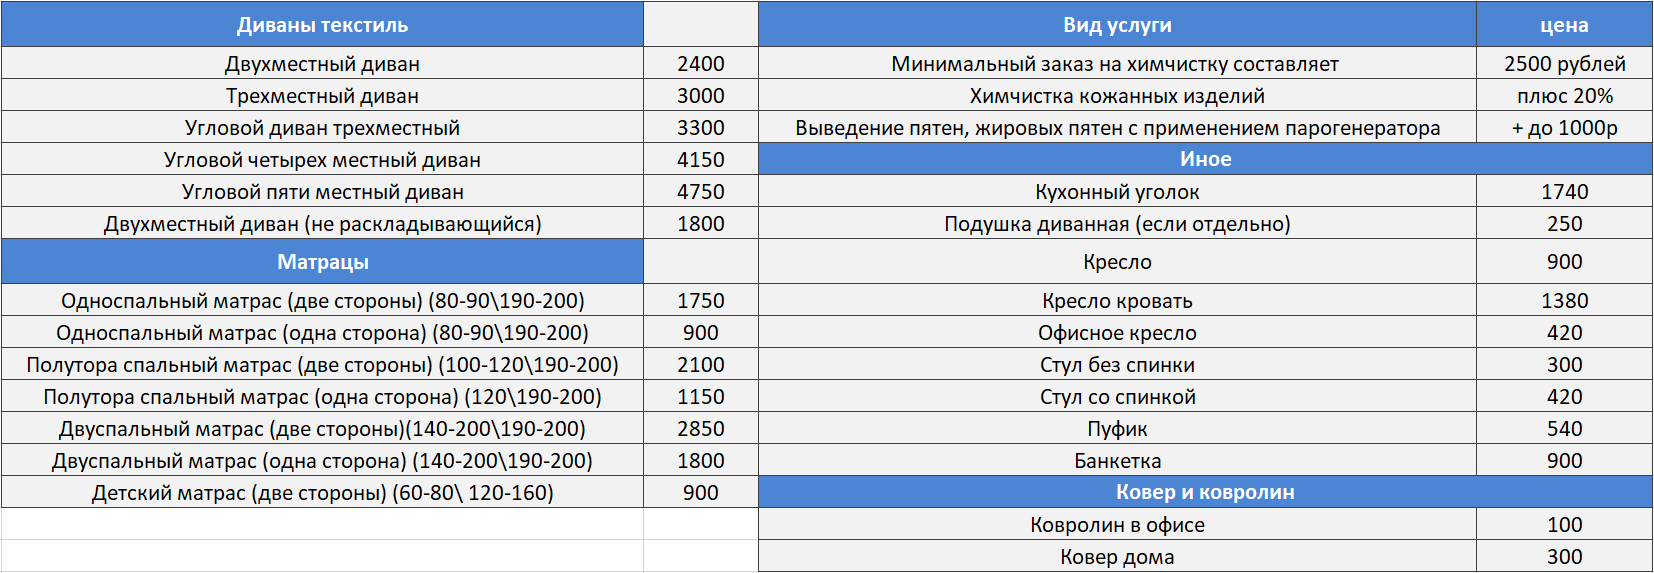 Диваны текстиль
Двухместный диван 2400
Трехместный диван 3000
Угловой диван трехместный 3300
Угловой четырех местный диван 4150
Угловой пяти местный диван 4750
Двухместный диван (не раскладывающийся) 1800
Матрацы
Односпальный матрас (две стороны) (80-90\190-200) 1750
Односпальный матрас (одна сторона) (80-90\190-200) 900
Полутора спальный матрас (две стороны) (100-120\190-200) 2100
Полутора спальный матрас (одна сторона) (120\190-200) 1150
Двуспальный матрас (две стороны)(140-200\190-200) 2850
Двуспальный матрас (одна сторона) (140-200\190-200) 1800
Детский матрас (две стороны) (60-80\ 120-160) 900
Вид услуги цена
Минимальный заказ на химчистку составляет 2500 рублей
Химчистка кожанных изделий плюс 20%
Выведение пятен, жировых пятен с применением парогенератора + до 1000р
Иное
Кухонный уголок 1740
Подушка диванная (если отдельно) 250
Кресло 900
Кресло кровать 1380
Офисное кресло 420
Стул без спинки 300
Стул со спинкой 420
Пуфик 540
Банкетка 900
Ковер и ковролин
Ковролин в офисе 100
Ковер дома 300